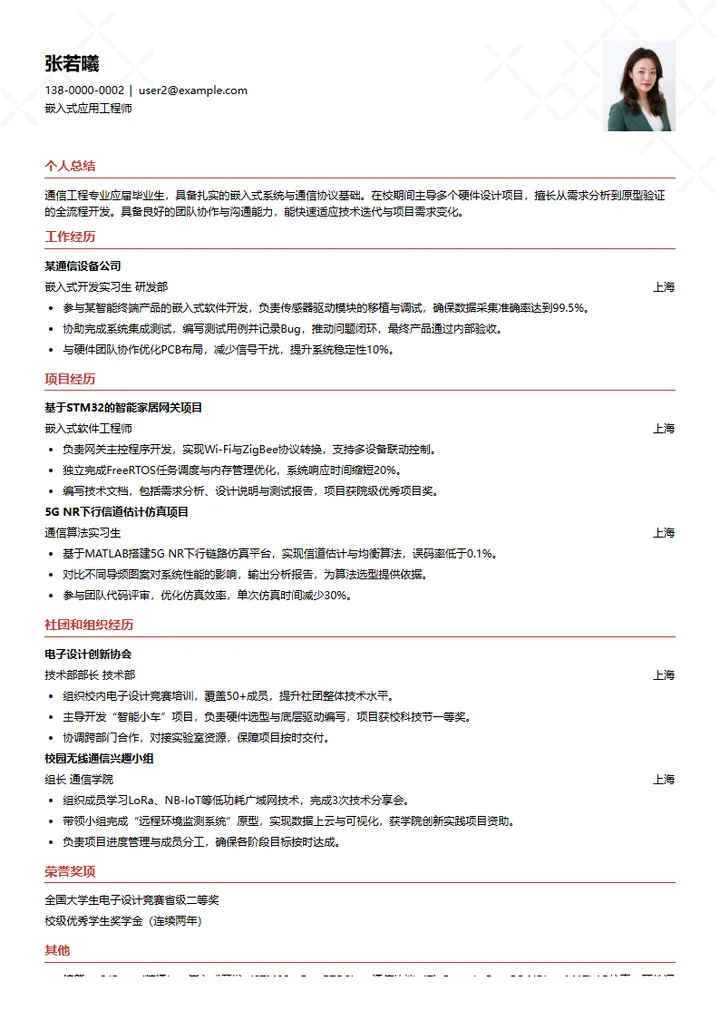 张若曦
138-0000-0002 | user2@example.com
嵌入式应用工程师
个人总结
通信工程专业应届毕业生，具备扎实的嵌入式系统与通信协议基础。在校期间主导多个硬件设计项目，擅长从需求分析到原型验证
的全流程开发。具备良好的团队协作与沟通能力，能快速适应技术迭代与项目需求变化。
工作经历
某通信设备公司
嵌入式开发实习生 研发部 上海
• 参与某智能终端产品的嵌入式软件开发，负责传感器驱动模块的移植与调试，确保数据采集准确率达到99.5%。
• 协助完成系统集成测试，编写测试用例并记录Bug，推动问题闭环，最终产品通过内部验收。
• 与硬件团队协作优化PCB布局，减少信号干扰，提升系统稳定性10%。
项目经历
基于STM32的智能家居网关项目
嵌入式软件工程师 上海
• 负责网关主控程序开发，实现Wi-Fi与ZigBee协议转换，支持多设备联动控制。
• 独立完成FreeRTOS任务调度与内存管理优化，系统响应时间缩短20%。
• 编写技术文档，包括需求分析、设计说明与测试报告，项目获院级优秀项目奖。
5G NR下行信道估计仿真项目
通信算法实习生 上海
• 基于MATLAB搭建5G NR下行链路仿真平台，实现信道估计与均衡算法，误码率低于0.1%。
• 对比不同导频图案对系统性能的影响，输出分析报告，为算法选型提供依据。
• 参与团队代码评审，优化仿真效率，单次仿真时间减少30%。
社团和组织经历
电子设计创新协会
技术部部长 技术部 上海
• 组织校内电子设计竞赛培训，覆盖50+成员，提升社团整体技术水平。
• 主导开发“智能小车”项目，负责硬件选型与底层驱动编写，项目获校科技节一等奖。
• 协调跨部门合作，对接实验室资源，保障项目按时交付。
校园无线通信兴趣小组
组长 通信学院 上海
• 组织成员学习LoRa、NB-IoT等低功耗广域网技术，完成3次技术分享会。
• 带领小组完成“远程环境监测系统”原型，实现数据上云与可视化，获学院创新实践项目资助。
• 负责项目进度管理与成员分工，确保各阶段目标按时达成。
荣誉奖项
全国大学生电子设计竞赛省级二等奖
校级优秀学生奖学金（连续两年）
其他